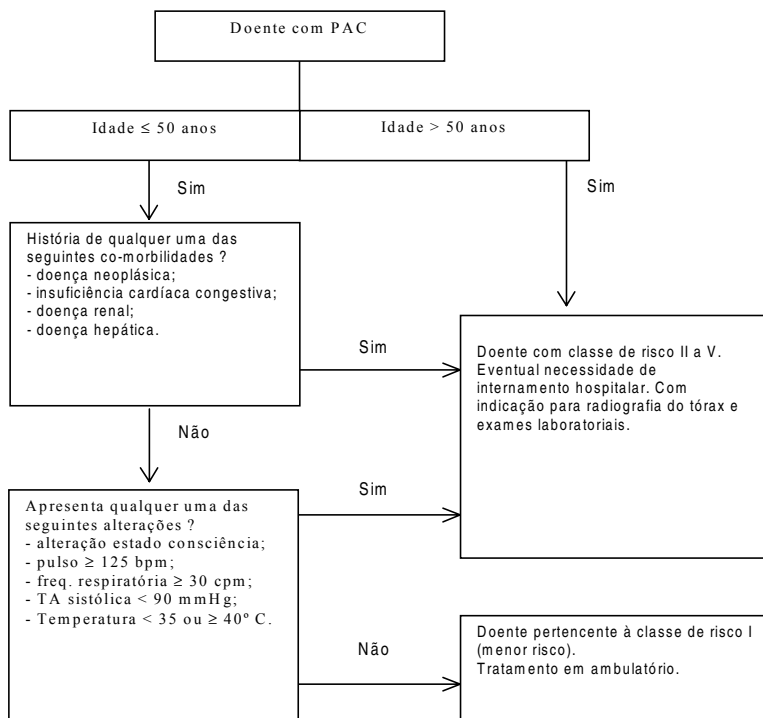 Doente com PAC
Idade ≤ 50 anos
Idade > 50 anos
Sim
Sim
História de qualquer uma das
seguintes co-morbilidades ?
- doença neoplásica;
- insuficiência cardíaca congestiva;
- doença renal;
- doença hepática.
Sim
Doente com classe de risco II a V.
Eventual necessidade de
internamento hospitalar. Com
indicação para radiografia do tórax e
exames laboratoriais.
Não
Apresenta qualquer uma das
seguintes alterações ?
- alteração estado consciência;
- pulso ≥ 125 bpm;
- freq. respiratória ≥ 30 cpm;
- TA sistólica < 90 mmHg;
- Temperatura < 35 ou ≥ 40º C.
Sim
Não
Doente pertencente à classe de risco I
(menor risco).
Tratamento em ambulatório.